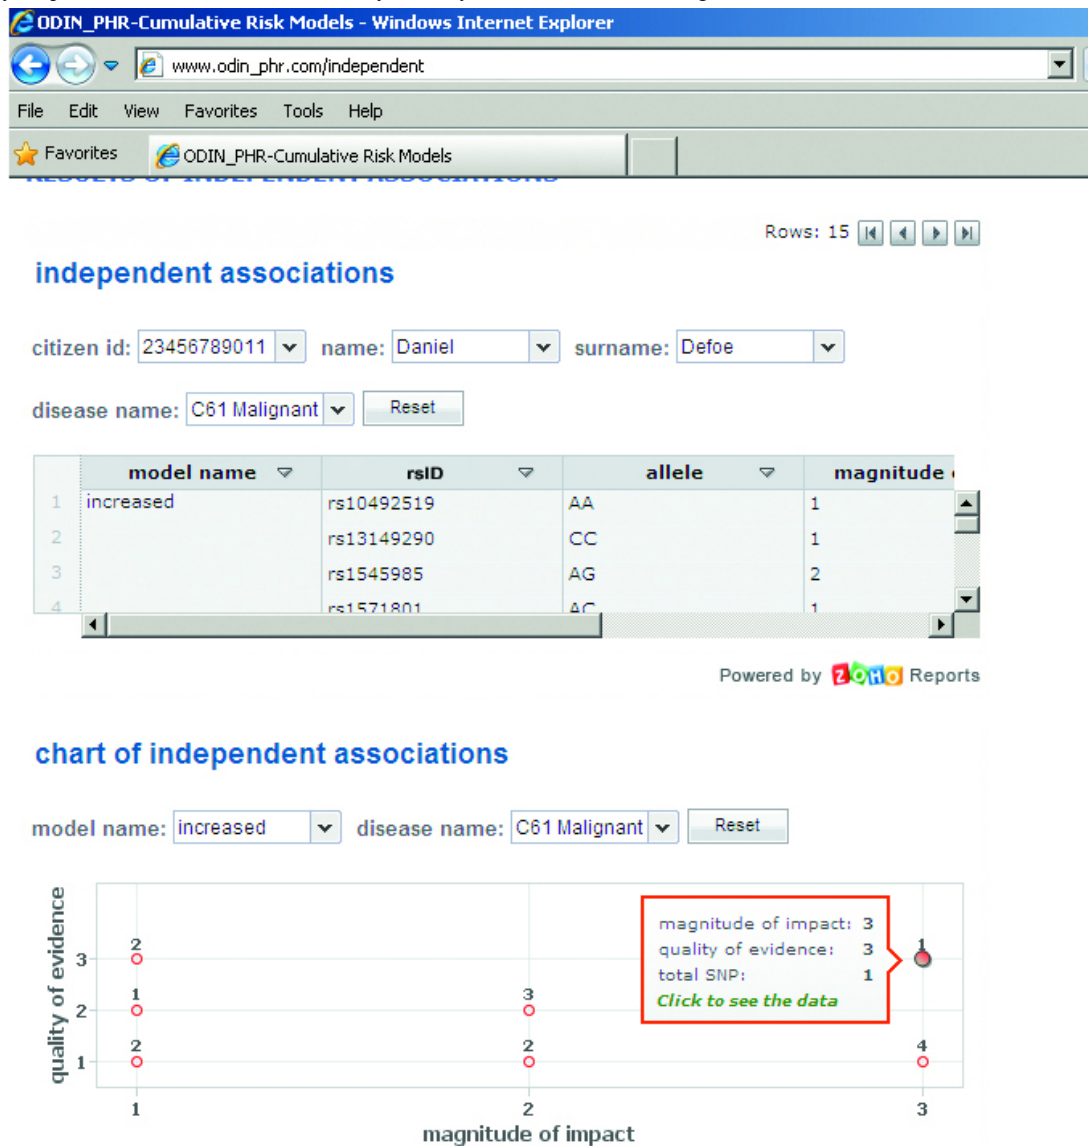 ODIN_PHR-Cumulative Risk Models - Windows Internet Explorer
www.odin_phr.com/independent
File Edit View Favorites Tools Help
Favorites ODIN_PHR-Cumulative Risk Models
Rows: 15
independent associations
citizen id: 23456789011 name: Daniel surname: Defoe
disease name: C61 Malignant Reset
model name rsID allele magnitude
1 increased rs10492519 AA 1
2 rs13149290 CC 1
3 rs1545985 AG 2
4 rs1571801 AC 1
Powered by ZOHO Reports
chart of independent associations
model name: increased disease name: C61 Malignant Reset
quality of evidence
magnitude of impact: 3
quality of evidence: 3
total SNP: 1
Click to see the data
3 2 1
2 1 3
1 2 2 4
1 2 3
magnitude of impact